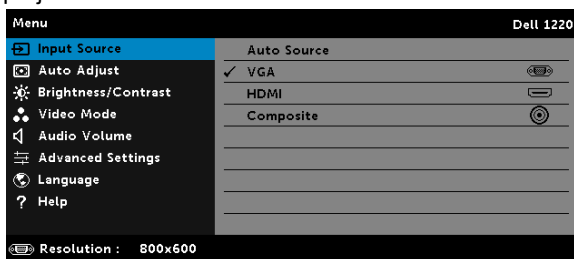 Menu Dell 1220
Input Source
Auto Adjust
Brightness/Contrast
Video Mode
Audio Volume
Advanced Settings
Language
? Help
Auto Source
✓ VGA
HDMI
Composite
Resolution : 800x600